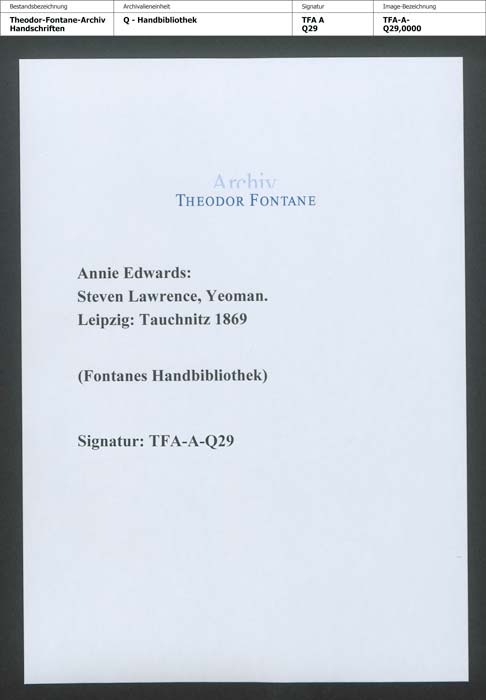 Bestandsbezeichnung Archivalieneinheit Signatur Image-Bezeichnung
Theodor-Fontane-Archiv Q - Handbibliothek TFA A TFA-A-
Handschriften Q29 Q29,0000
Archiv
THEODOR FONTANE
Annie Edwards:
Steven Lawrence, Yeoman.
Leipzig: Tauchnitz 1869
(Fontanes Handbibliothek)
Signatur: TFA-A-Q29